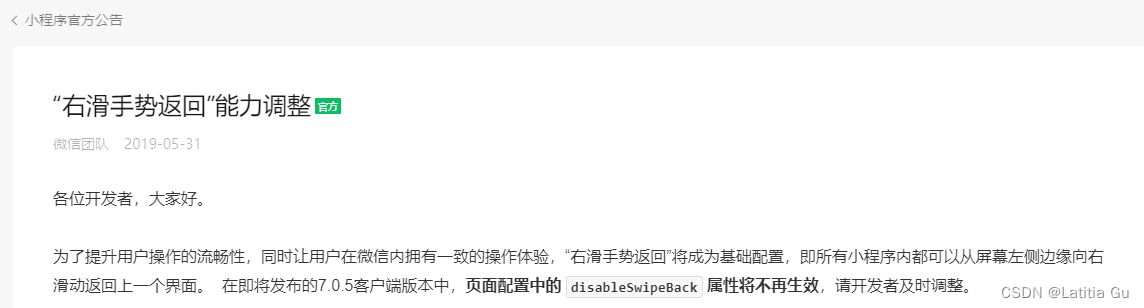 小程序官方公告
“右滑手势返回”能力调整 官方
微信团队 2019-05-31
各位开发者，大家好。
为了提升用户操作的流畅性，同时让用户在微信内拥有一致的操作体验，“右滑手势返回”将成为基础配置，即所有小程序内都可以从屏幕左侧边缘向右
滑动返回上一个界面。 在即将发布的7.0.5客户端版本中，页面配置中的 disableSwipeBack 属性将不再生效，请开发者及时调整。
CSDN @Latitia Gu